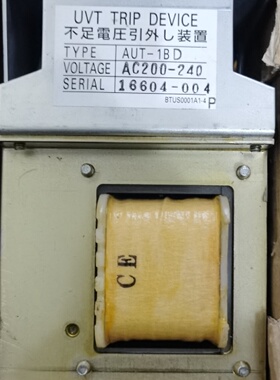 UVT TRIP DEVICE
不足電圧引外し装置
TYPE AUT-1BD
VOLTAGE AC200-240
SERIAL 16604-004
BTUS0001A1-4 P
CE